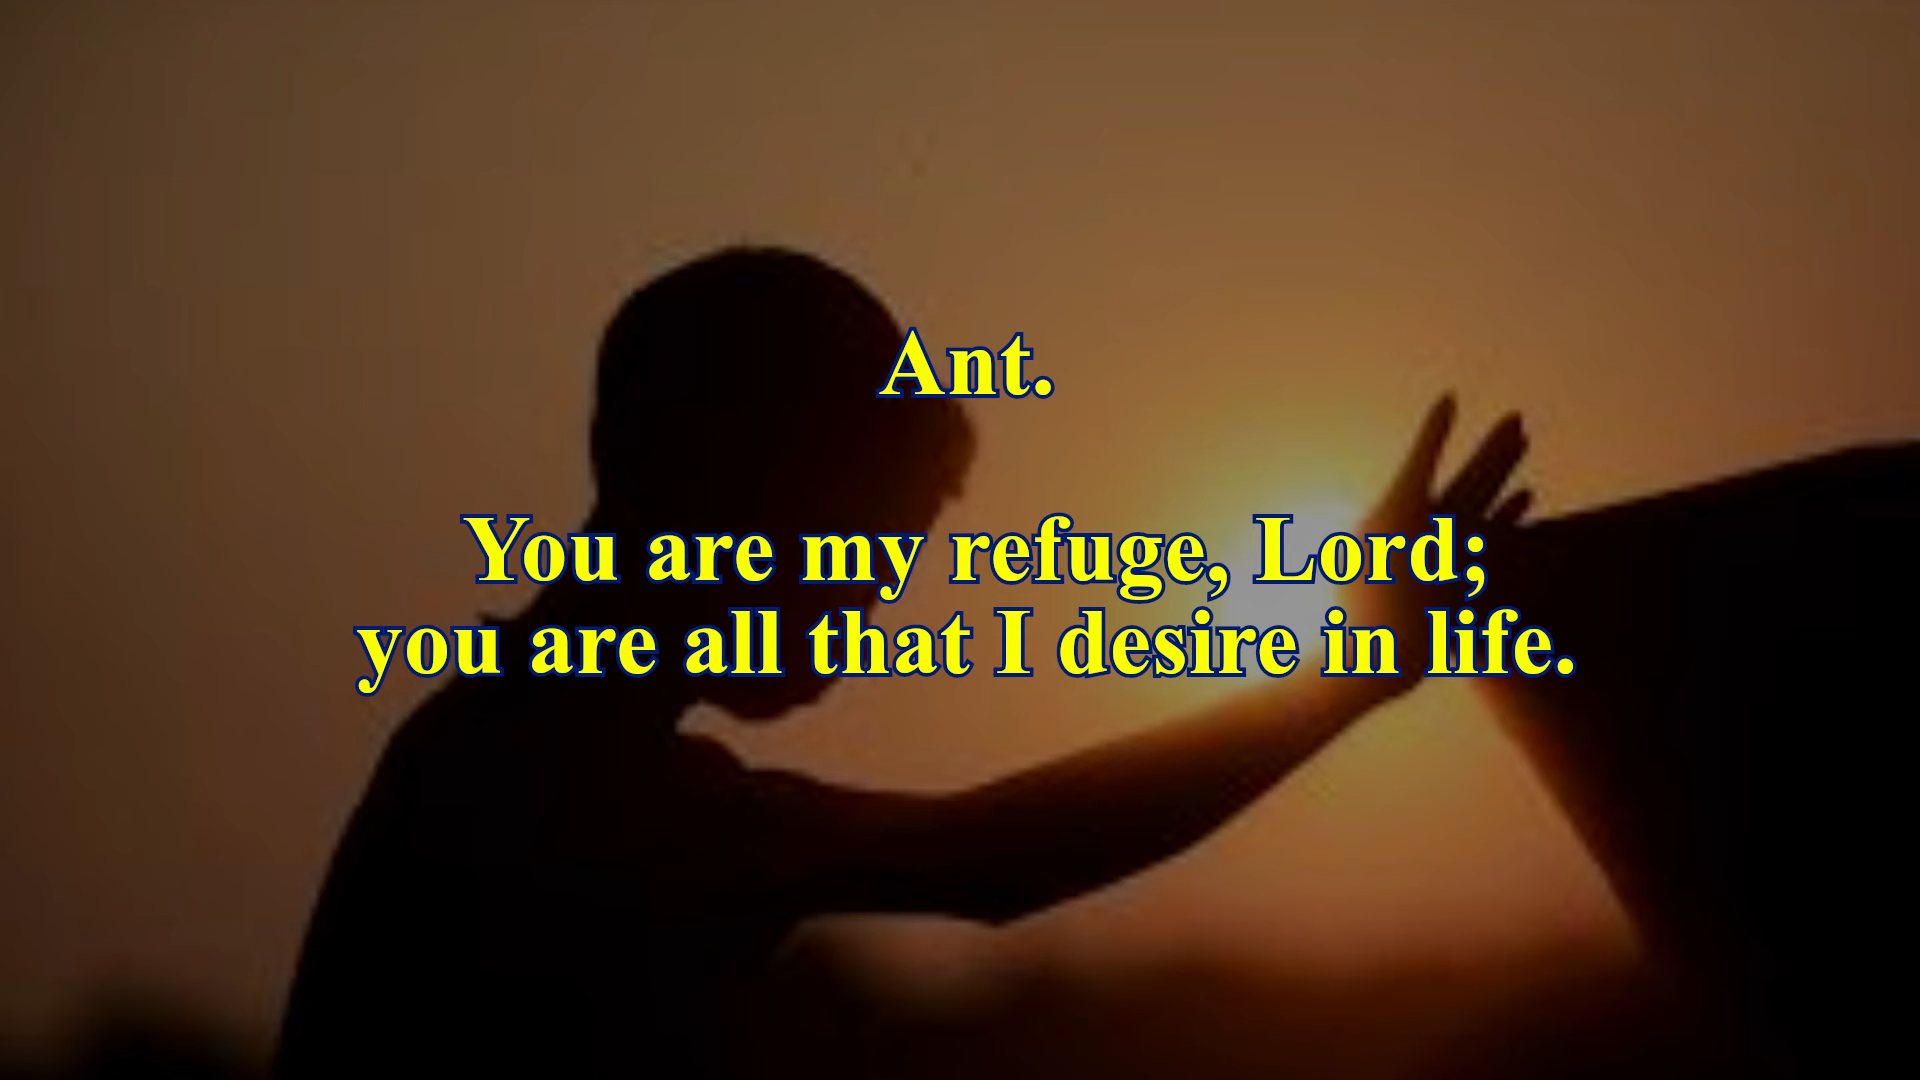 Ant.
You are my refuge, Lord;
you are all that I desire in life.